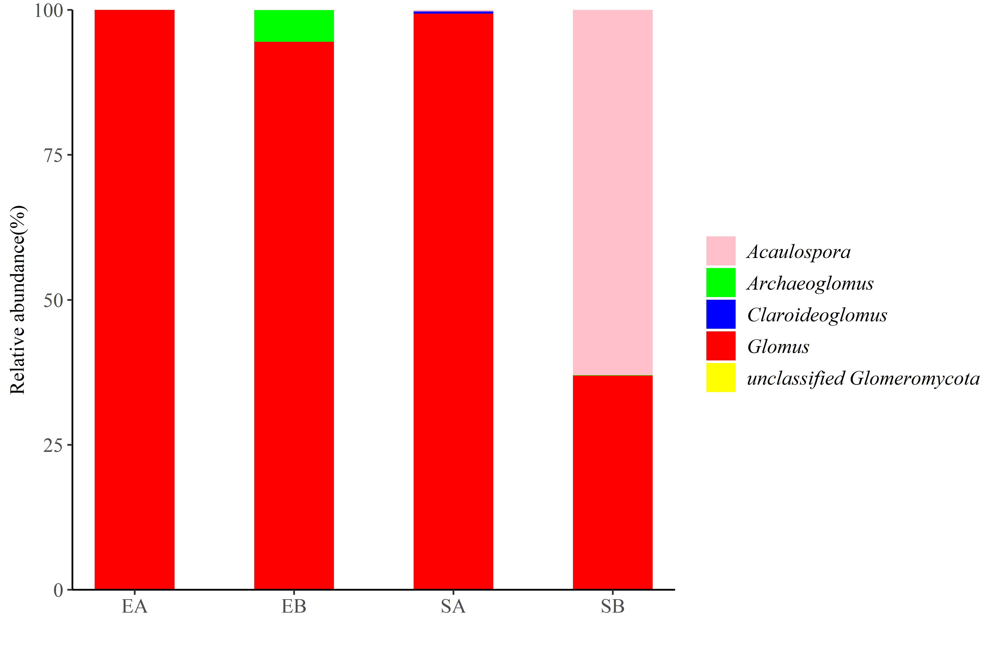 Relative abundance(%)
100
75
50
25
0
EA
EB
SA
SB
Acaulospora
Archaeoglomus
Claroideoglomus
Glomus
unclassified Glomeromycota